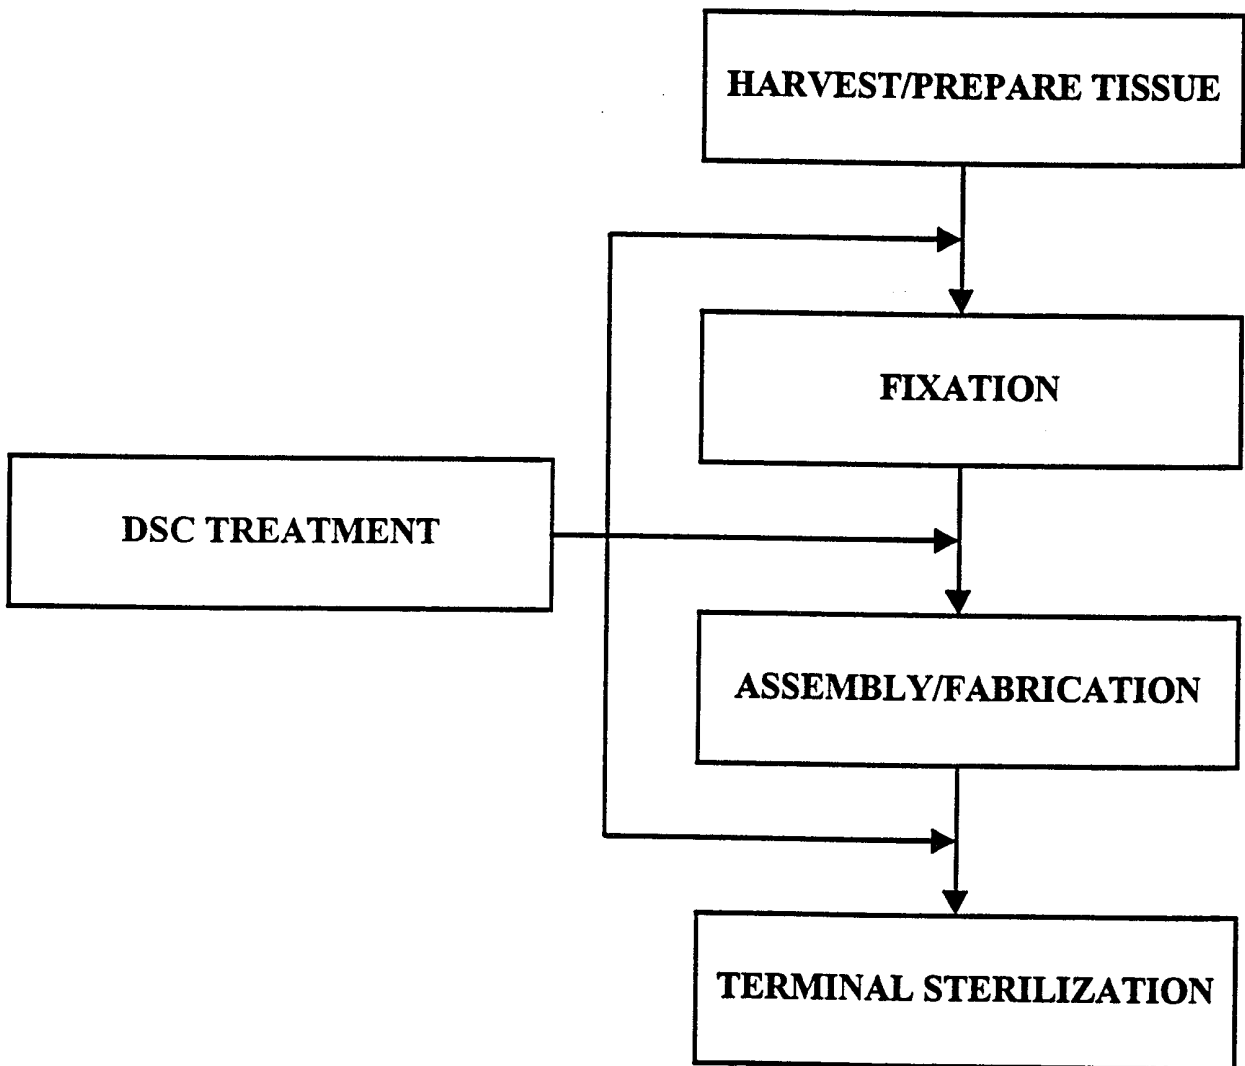 HARVEST/PREPARE TISSUE
FIXATION
DSC TREATMENT
ASSEMBLY/FABRICATION
TERMINAL STERILIZATION